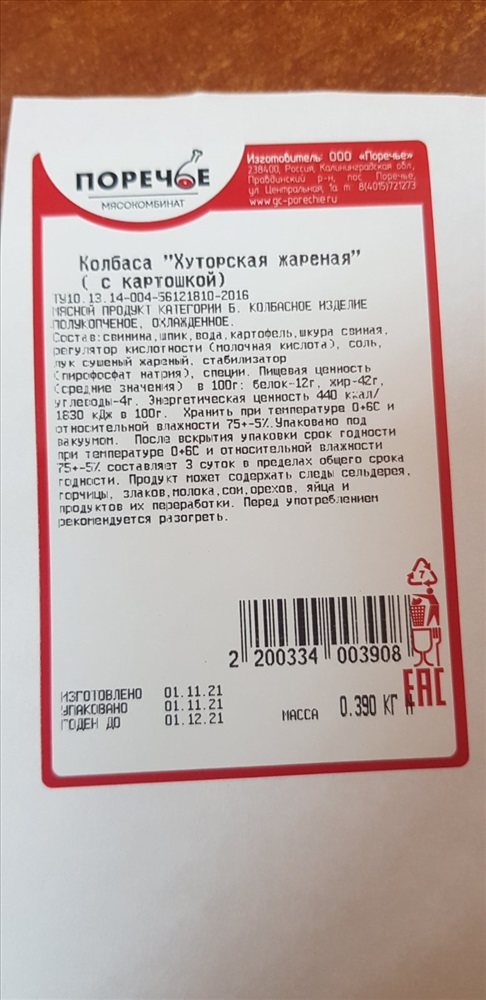 ПОРЕЧЬЕ
МЯСОКОМБИНАТ
Изготовитель: ООО «Поречье»
238400, Россия, Калининградская обл.,
Правдинский р-н, пос. Поречье,
ул Центральная, 1а т. 8(4015)721273
www.gc-porechie.ru
Колбаса "Хуторская жареная"
( с картошкой)
ТУ10.13.14-004-56121810-2016
МЯСНОЙ ПРОДУКТ КАТЕГОРИИ Б. КОЛБАСНОЕ ИЗДЕЛИЕ
ПОЛУКОПЧЕНОЕ, ОХЛАЖДЕННОЕ.
Состав:свинина,шпик,вода,картофель,шкура свиная,
регулятор кислотности (молочная кислота), соль,
лук сушеный жареный, стабилизатор
(пирофосфат натрия), специи. Пищевая ценность
(средние значения) в 100г: белок-12г, жир-42г,
углеводы-4г. Энергетическая ценность 440 ккал/
1830 кДж в 100г. Хранить при температуре 0+6С и
относительной влажности 75+-5%.Упаковано под
вакуумом. После вскрытия упаковки срок годности
при температуре 0+6С и относительной влажности
75+-5% составляет 3 суток в пределах общего срока
годности. Продукт может содержать следы сельдерея,
горчицы, злаков,молока,сои,орехов, яйца и
продуктов их переработки. Перед употреблением
рекомендуется разогреть.
7
2 200334 003908
ИЗГОТОВЛЕНО 01.11.21
УПАКОВАНО 01.11.21
ГОДЕН ДО 01.12.21
МАССА 0.390 КГ Н
ЕАС